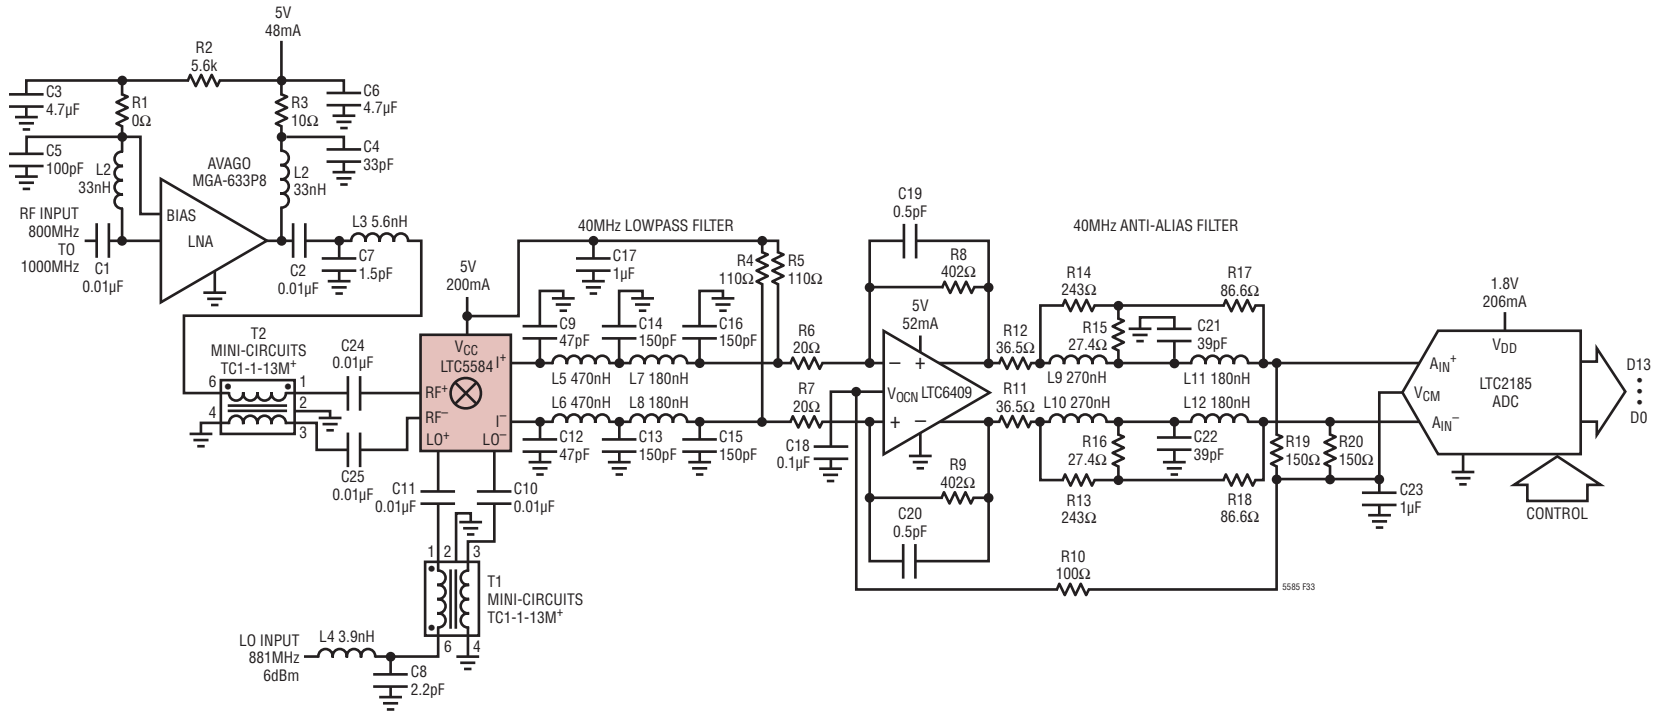 5V
48mA
R2
5.6k
C3
4.7µF
R1
0Ω
R3
10Ω
C6
4.7µF
C5
100pF
L2
33nH
AVAGO
MGA-633P8
L2
33nH
C4
33pF
RF INPUT
800MHz
TO
1000MHz
C1
0.01µF
BIAS
LNA
C2
0.01µF
L3 5.6nH
C7
1.5pF
40MHz LOWPASS FILTER
5V
200mA
C17
1µF
R4
110Ω
R5
110Ω
T2
MINI-CIRCUITS
TC1-1-13M+
6
1
2
4
3
C24
0.01µF
C25
0.01µF
VCC
LTC5584
I+
RF+
RF−
I−
LO+
LO−
C9
47pF
C14
150pF
C16
150pF
L5 470nH
L7 180nH
L6 470nH
L8 180nH
C12
47pF
C13
150pF
C15
150pF
R6
20Ω
R7
20Ω
C11
0.01µF
C10
0.01µF
1
2
3
T1
MINI-CIRCUITS
TC1-1-13M+
6
4
LO INPUT
881MHz
6dBm
L4 3.9nH
C8
2.2pF
C19
0.5pF
R8
402Ω
5V
52mA
−
+
VOCN
LTC6409
+
−
C18
0.1µF
R9
402Ω
C20
0.5pF
R10
100Ω
40MHz ANTI-ALIAS FILTER
R14
243Ω
R17
86.6Ω
R12
36.5Ω
R15
27.4Ω
C21
39pF
L9 270nH
L11 180nH
R11
36.5Ω
L10 270nH
L12 180nH
R16
27.4Ω
C22
39pF
R13
243Ω
R18
86.6Ω
R19
150Ω
R20
150Ω
C23
1µF
1.8V
206mA
VDD
AIN+
VCM
AIN−
LTC2185
ADC
D13
D0
CONTROL
5585 F33